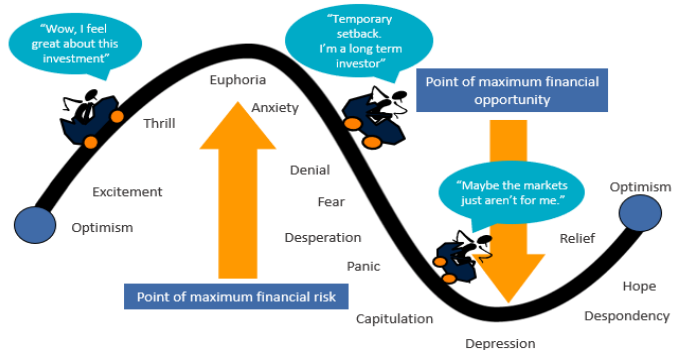 “Wow, I feel
great about this
investment”
“Temporary
setback.
I’m a long term
investor”
Point of maximum financial
opportunity
Euphoria
Anxiety
Thrill
Denial
Excitement
Fear
Optimism
Desperation
Panic
“Maybe the markets
just aren’t for me.”
Optimism
Relief
Point of maximum financial risk
Hope
Capitulation
Despondency
Depression